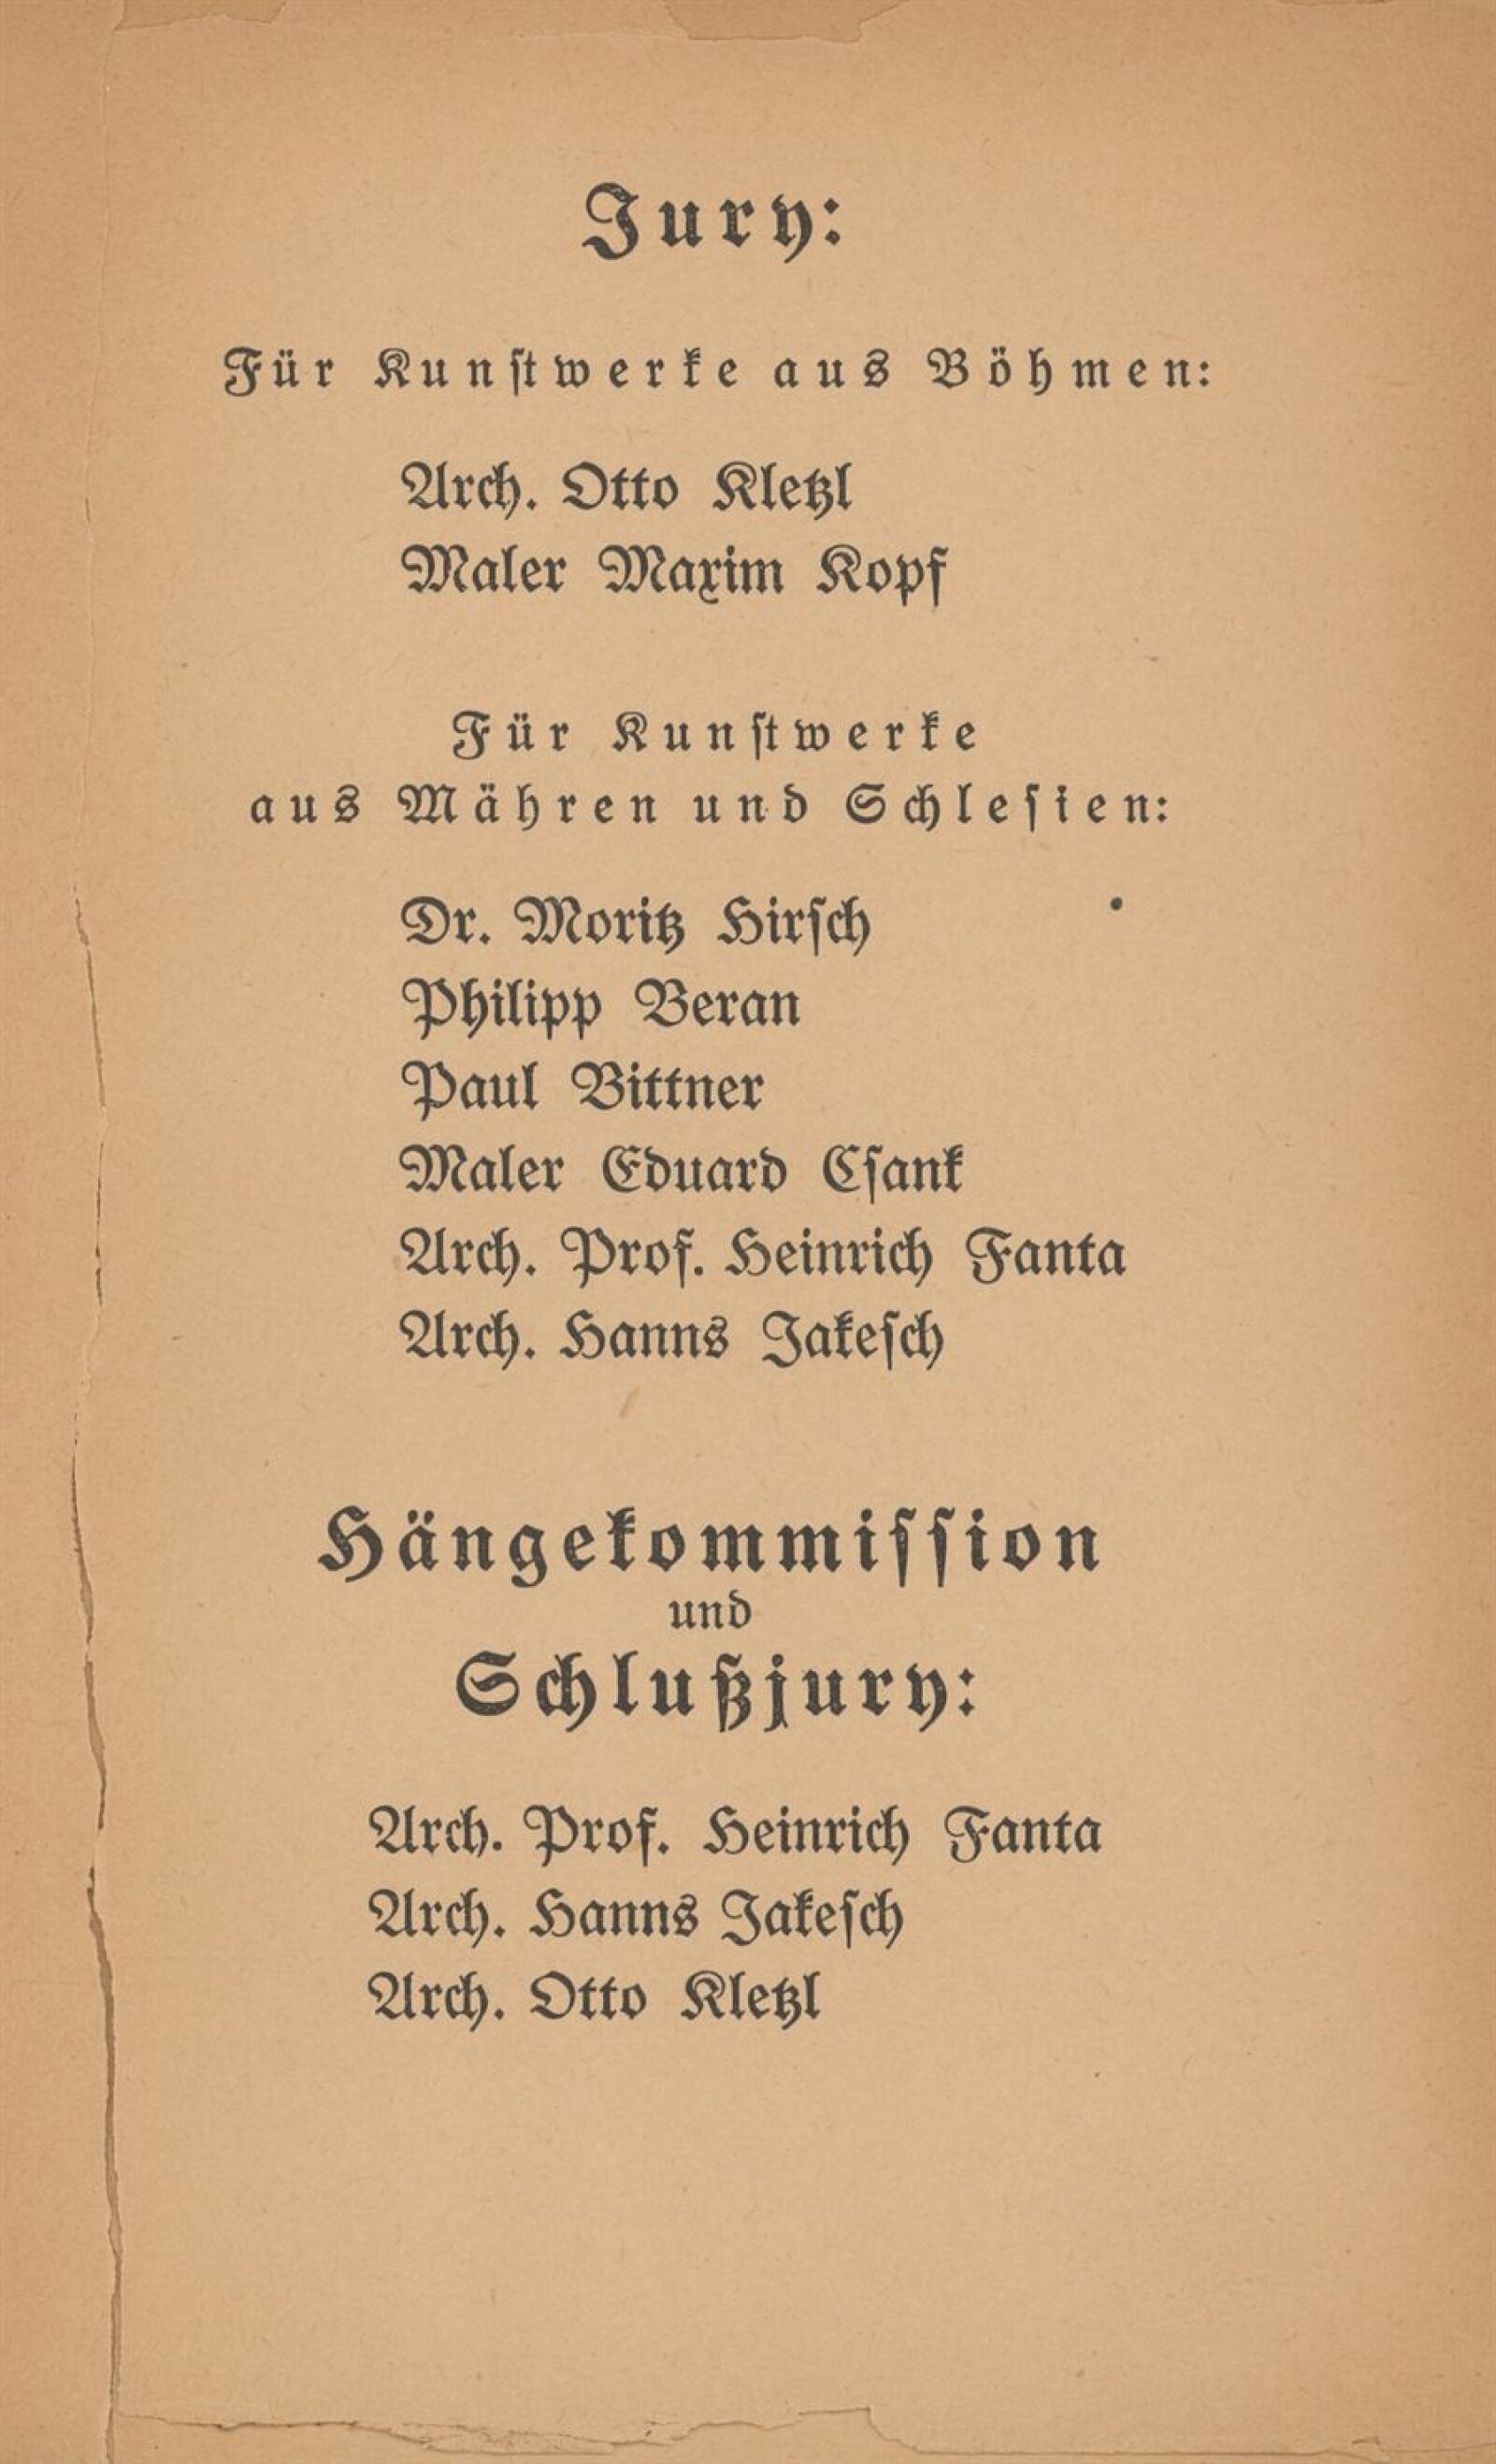 Jury:
Für Kunstwerke aus Böhmen:
Arch. Otto Kletzl
Maler Maxim Kopf
Für Kunstwerke
aus Mähren und Schlesien:
Dr. Moritz Hirsch
Philipp Beran
Paul Bittner
Maler Eduard Csank
Arch. Prof. Heinrich Fanta
Arch. Hanns Jakesch
Hängekommission
und
Schlußjury:
Arch. Prof. Heinrich Fanta
Arch. Hanns Jakesch
Arch. Otto Kletzl